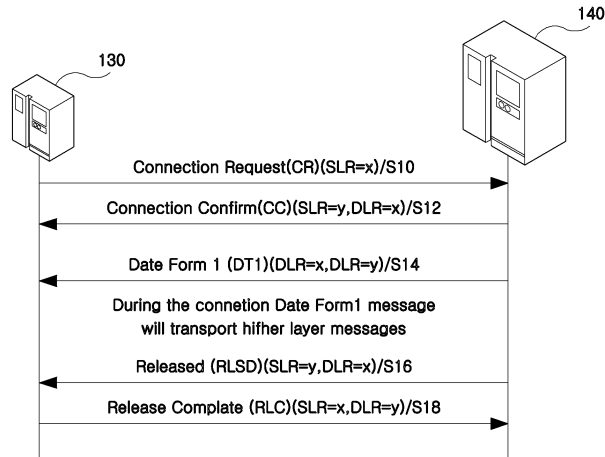 140
130
Connection Request(CR)(SLR=x)/S10
Connection Confirm(CC)(SLR=y,DLR=x)/S12
Date Form 1 (DT1)(DLR=x,DLR=y)/S14
During the connetion Date Form1 message
will transport hifher layer messages
Released (RLSD)(SLR=y,DLR=x)/S16
Release Complate (RLC)(SLR=x,DLR=y)/S18